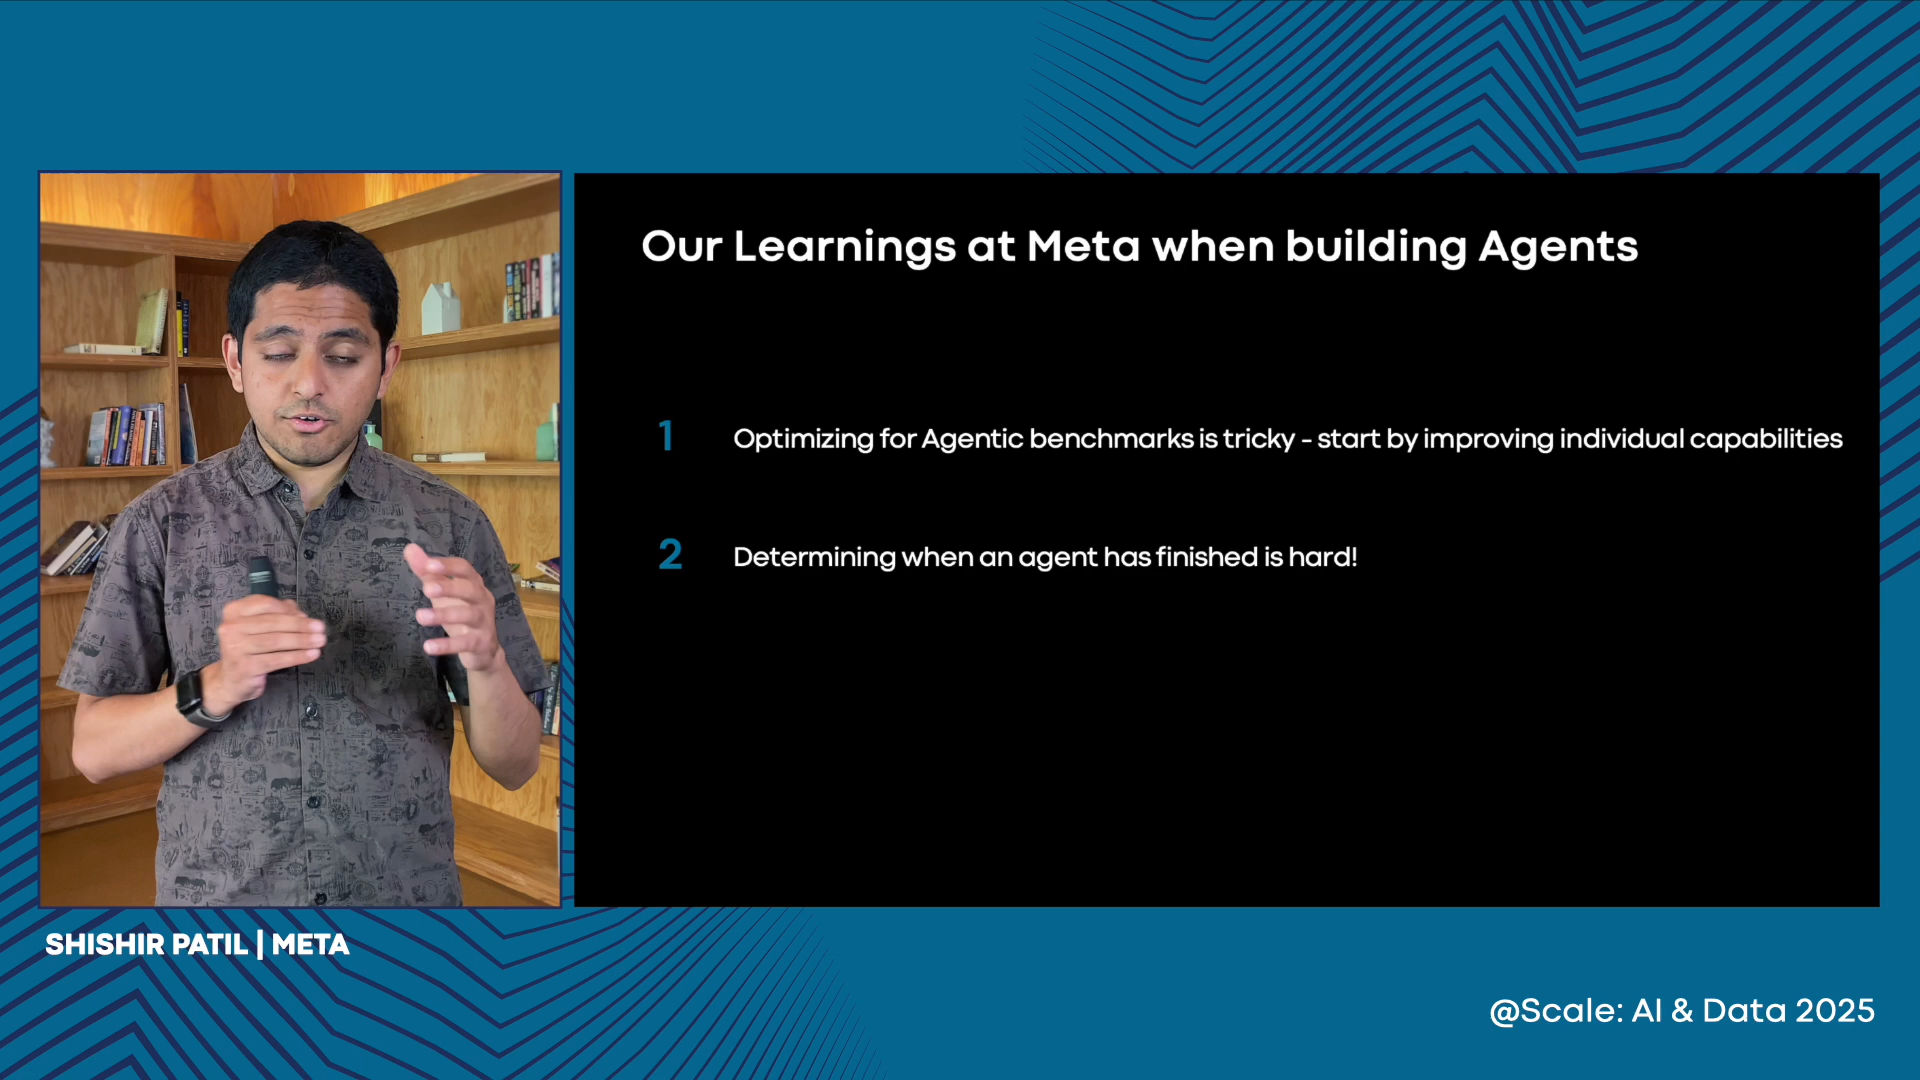 Our Learnings at Meta when building Agents
1 Optimizing for Agentic benchmarks is tricky - start by improving individual capabilities
2 Determining when an agent has finished is hard!
SHISHIR PATIL | META
@Scale: AI & Data 2025